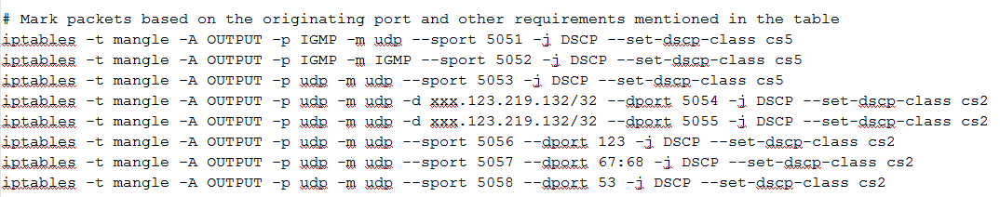 # Mark packets based on the originating port and other requirements mentioned in the table
iptables -t mangle -A OUTPUT -p IGMP -m udp --sport 5051 -j DSCP --set-dscp-class cs5
iptables -t mangle -A OUTPUT -p IGMP -m IGMP --sport 5052 -j DSCP --set-dscp-class cs5
iptables -t mangle -A OUTPUT -p udp -m udp --sport 5053 -j DSCP --set-dscp-class cs5
iptables -t mangle -A OUTPUT -p udp -m udp -d xxx.123.219.132/32 --dport 5054 -j DSCP --set-dscp-class cs2
iptables -t mangle -A OUTPUT -p udp -m udp -d xxx.123.219.132/32 --dport 5055 -j DSCP --set-dscp-class cs2
iptables -t mangle -A OUTPUT -p udp -m udp --sport 5056 --dport 123 -j DSCP --set-dscp-class cs2
iptables -t mangle -A OUTPUT -p udp -m udp --sport 5057 --dport 67:68 -j DSCP --set-dscp-class cs2
iptables -t mangle -A OUTPUT -p udp -m udp --sport 5058 --dport 53 -j DSCP --set-dscp-class cs2